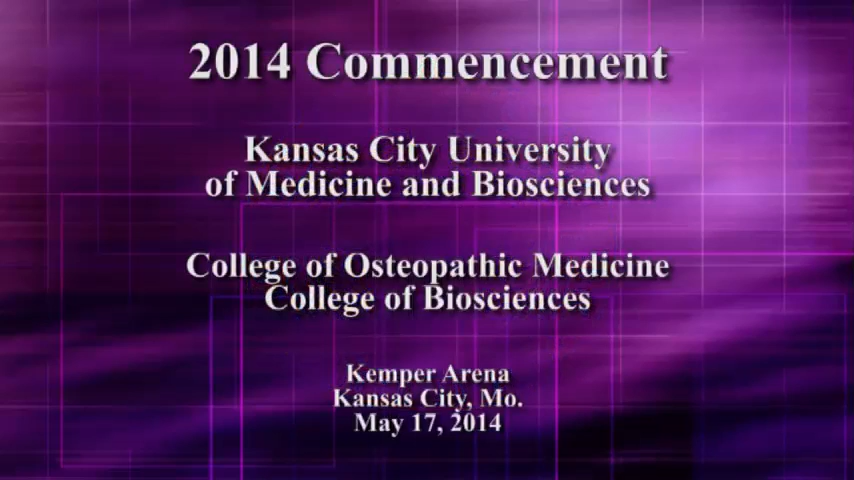 2014 Commencement
Kansas City University
of Medicine and Biosciences
College of Osteopathic Medicine
College of Biosciences
Kemper Arena
Kansas City, Mo.
May 17, 2014